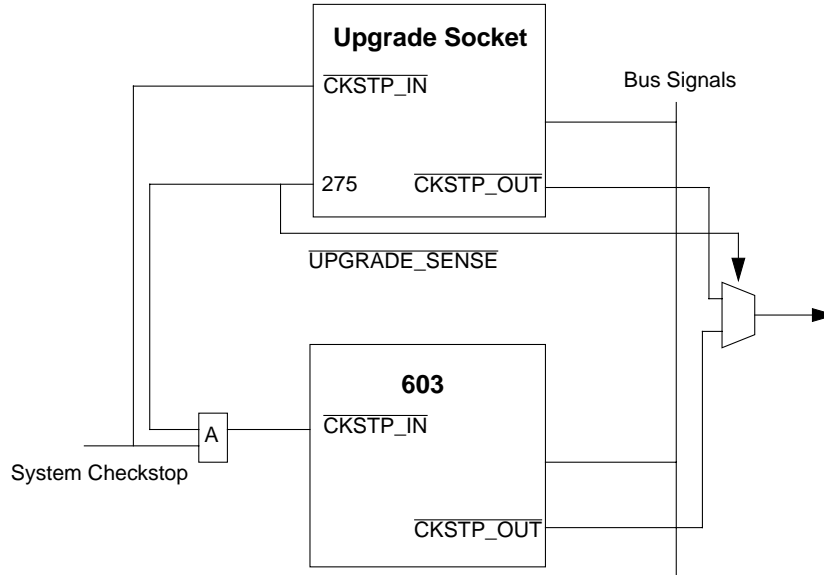 Upgrade Socket
CKSTP_IN
Bus Signals
275
CKSTP_OUT
UPGRADE_SENSE
603
CKSTP_IN
A
System Checkstop
CKSTP_OUT